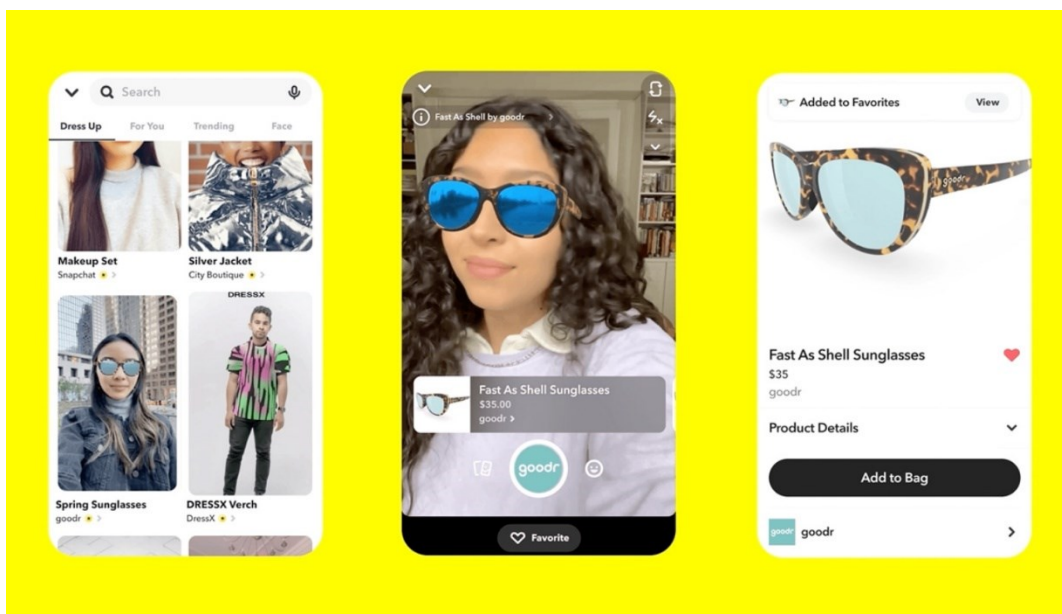 Search
Dress Up For You Trending Face
Makeup Set Silver Jacket
Snapchat City Boutique
DRESSX
Spring Sunglasses DRESSX Verch
goodr DressX
Fast As Shell by goodr
Fast As Shell Sunglasses
$35.00
goodr
goodr
Favorite
Added to Favorites View
goodr
Fast As Shell Sunglasses
$35
goodr
Product Details
Add to Bag
goodr goodr